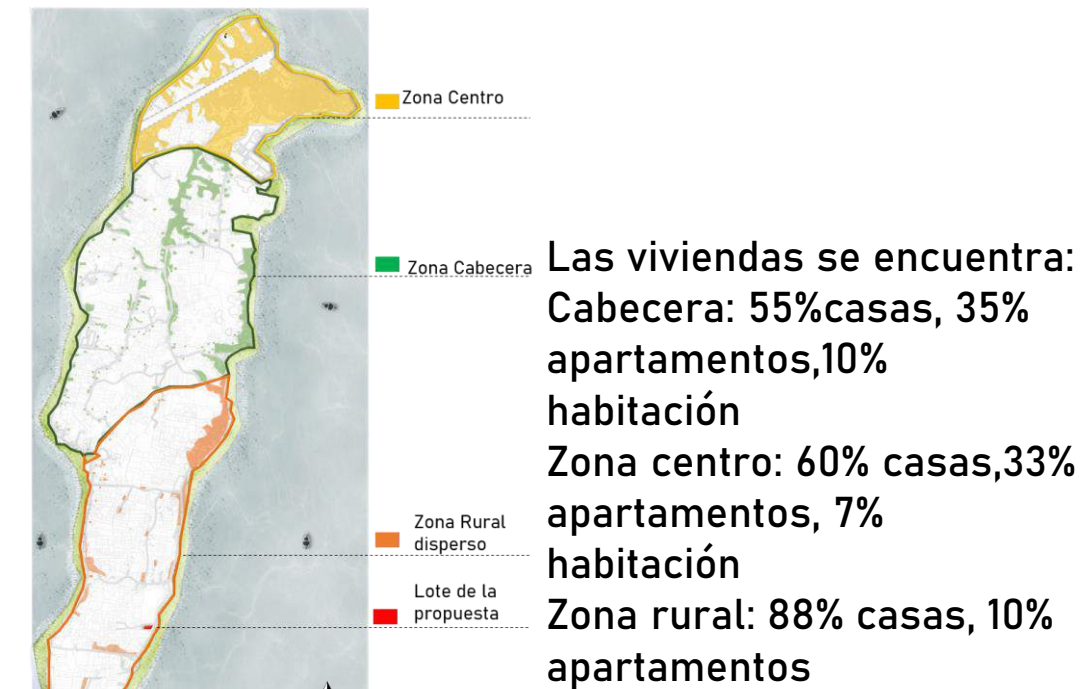 Zona Centro
Zona Cabecera
Zona Rural
disperso
Lote de la
propuesta
Las viviendas se encuentra:
Cabecera: 55%casas, 35%
apartamentos,10%
habitación
Zona centro: 60% casas,33%
apartamentos, 7%
habitación
Zona rural: 88% casas, 10%
apartamentos